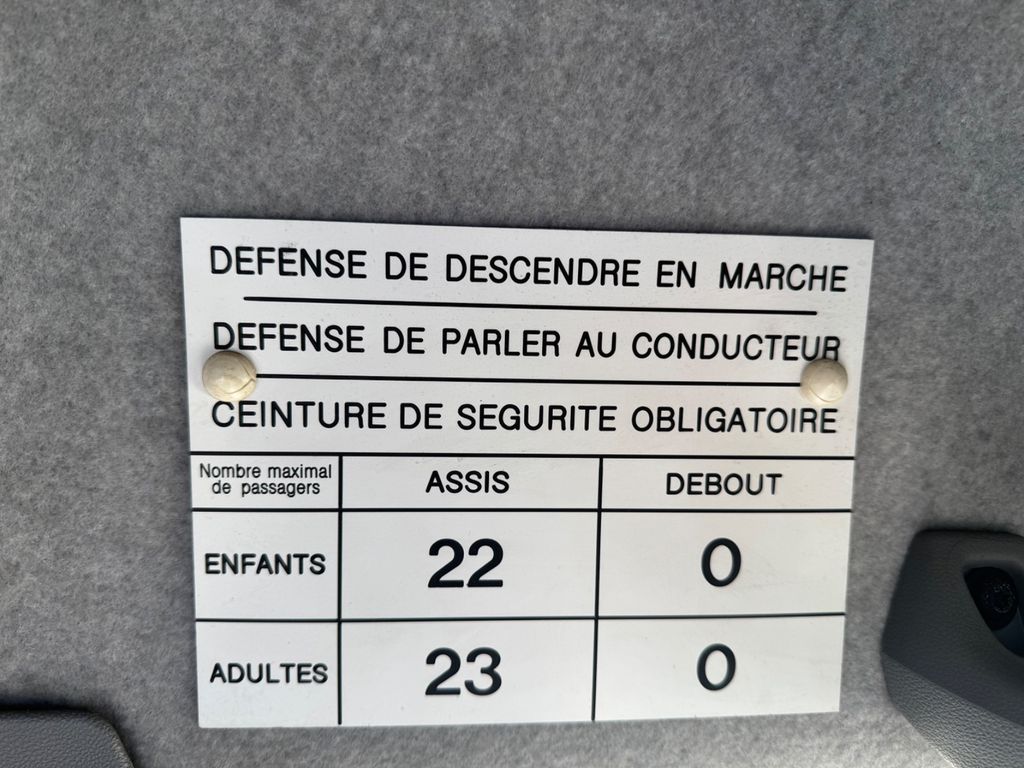 DEFENSE DE DESCENDRE EN MARCHE
DEFENSE DE PARLER AU CONDUCTEUR
CEINTURE DE SEGURITE OBLIGATOIRE
Nombre maximal de passagers ASSIS DEBOUT
ENFANTS 22 0
ADULTES 23 0